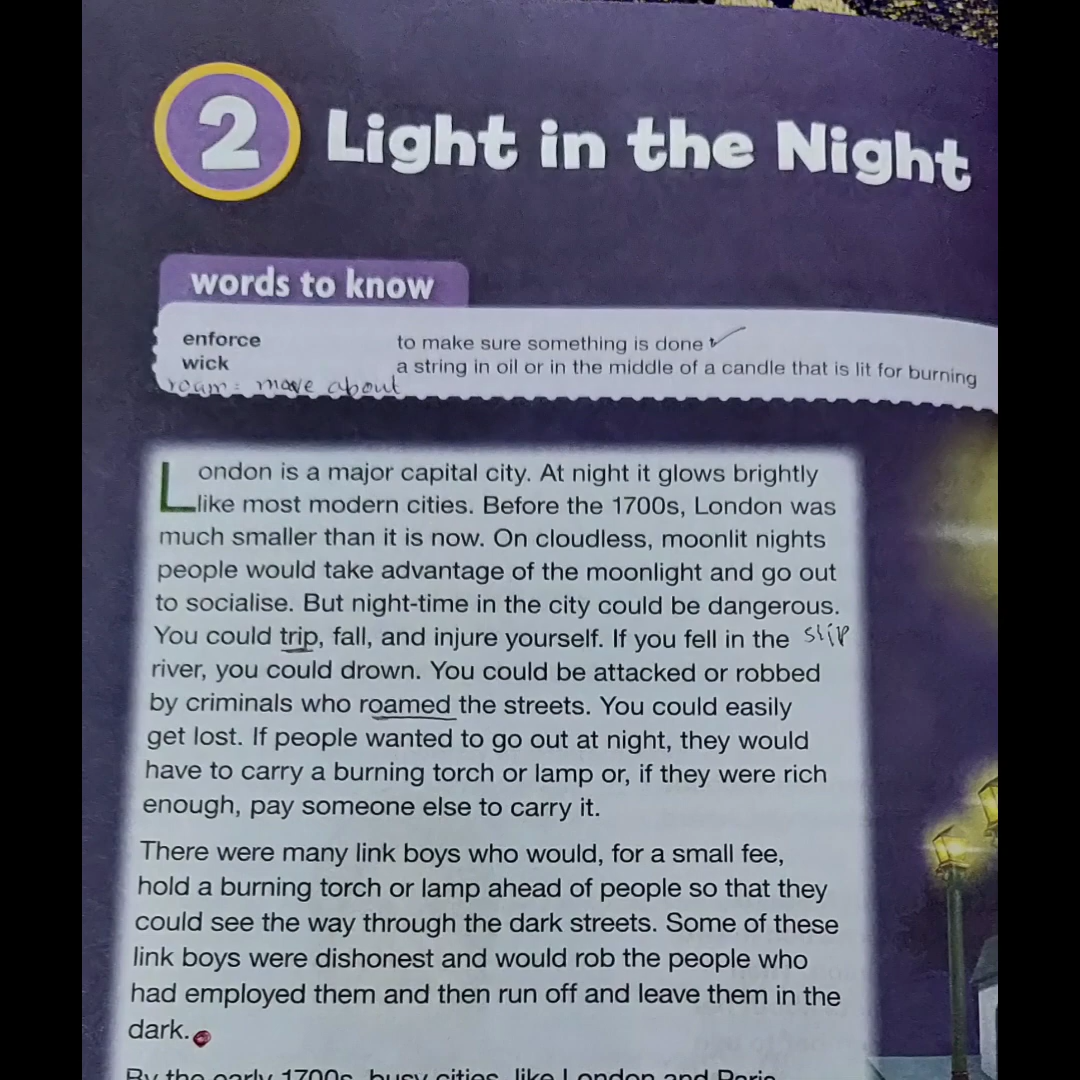 2 Light in the Night
words to know
enforce to make sure something is done
wick a string in oil or in the middle of a candle that is lit for burning
roam = move about
London is a major capital city. At night it glows brightly
like most modern cities. Before the 1700s, London was
much smaller than it is now. On cloudless, moonlit nights
people would take advantage of the moonlight and go out
to socialise. But night-time in the city could be dangerous.
You could trip, fall, and injure yourself. If you fell in the slip
river, you could drown. You could be attacked or robbed
by criminals who roamed the streets. You could easily
get lost. If people wanted to go out at night, they would
have to carry a burning torch or lamp or, if they were rich
enough, pay someone else to carry it.
There were many link boys who would, for a small fee,
hold a burning torch or lamp ahead of people so that they
could see the way through the dark streets. Some of these
link boys were dishonest and would rob the people who
had employed them and then run off and leave them in the
dark.
By the early 1700s, busy cities, like London and Paris